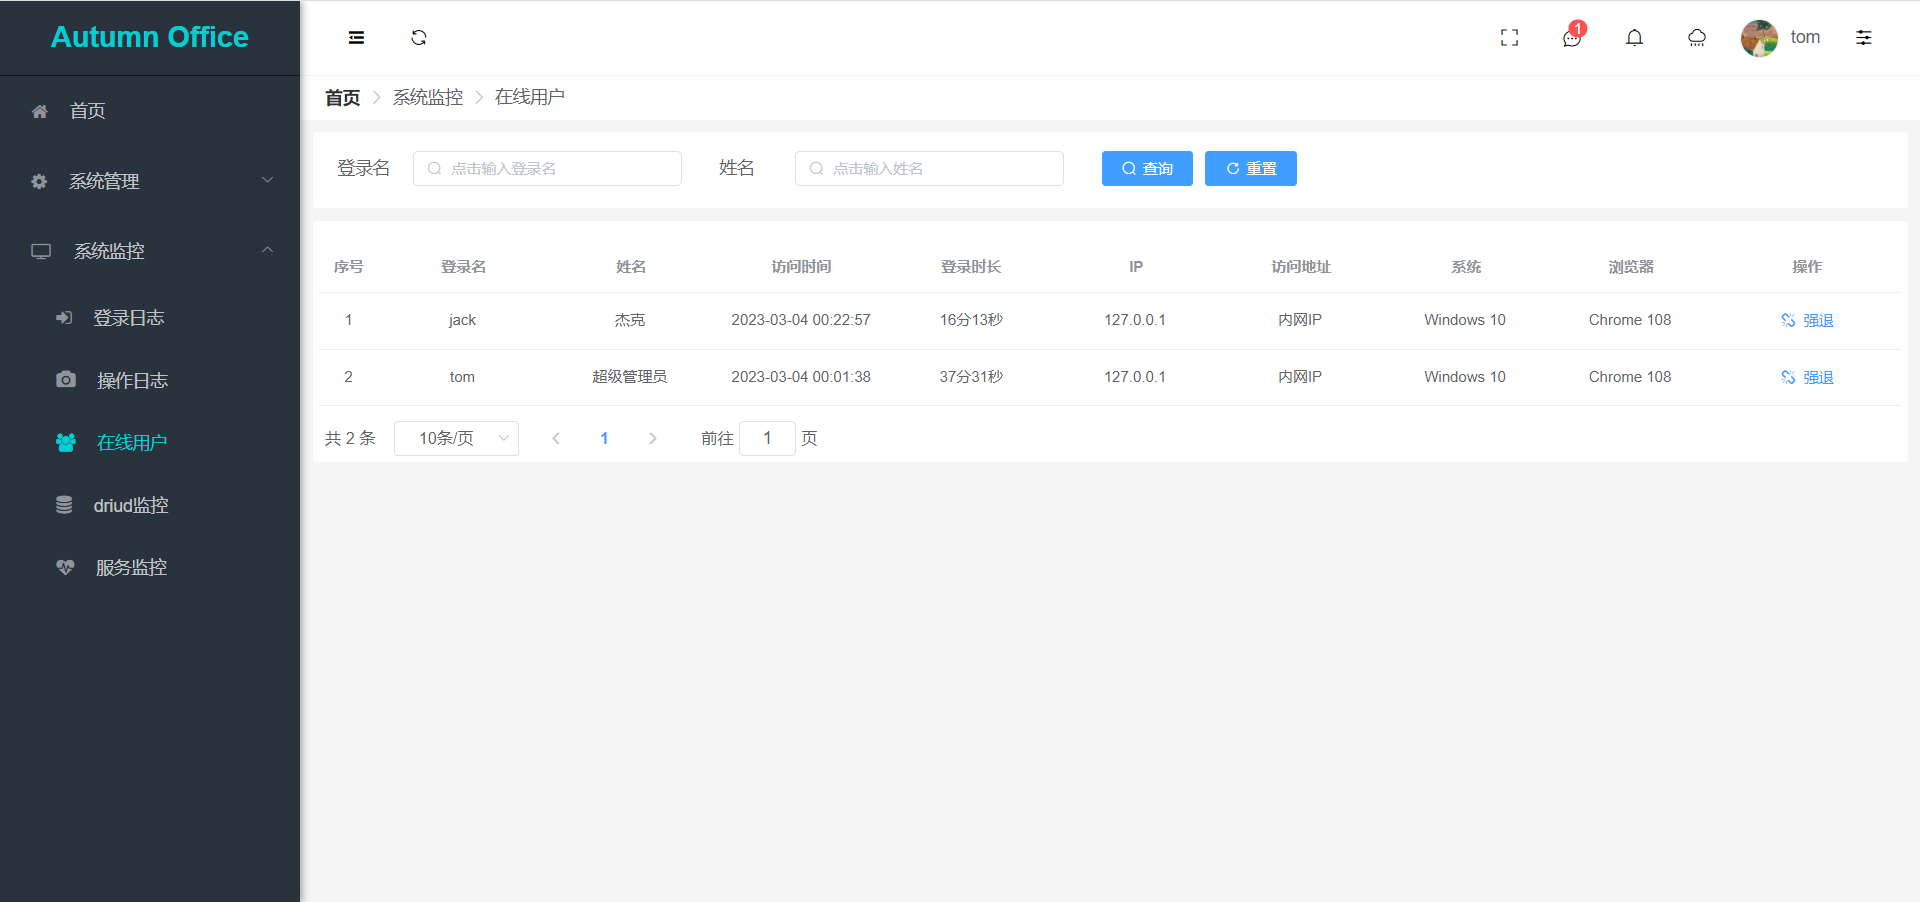 Autumn Office
首页
系统管理
系统监控
登录日志
操作日志
在线用户
driud监控
服务监控
1
tom
首页 系统监控 在线用户
登录名 点击输入登录名 姓名 点击输入姓名 查询 重置
序号 登录名 姓名 访问时间 登录时长 IP 访问地址 系统 浏览器 操作
1 jack 杰克 2023-03-04 00:22:57 16分13秒 127.0.0.1 内网IP Windows 10 Chrome 108 强退
2 tom 超级管理员 2023-03-04 00:01:38 37分31秒 127.0.0.1 内网IP Windows 10 Chrome 108 强退
共 2 条 10条/页 1 前往 1 页